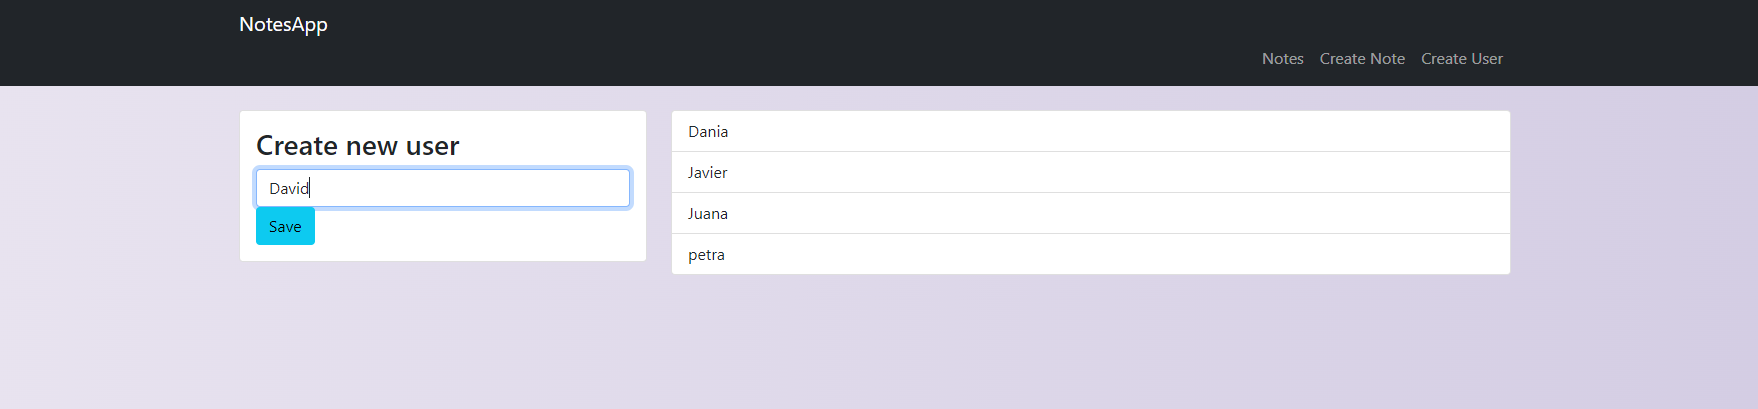 NotesApp
Notes Create Note Create User
Create new user
David
Save
Dania
Javier
Juana
petra